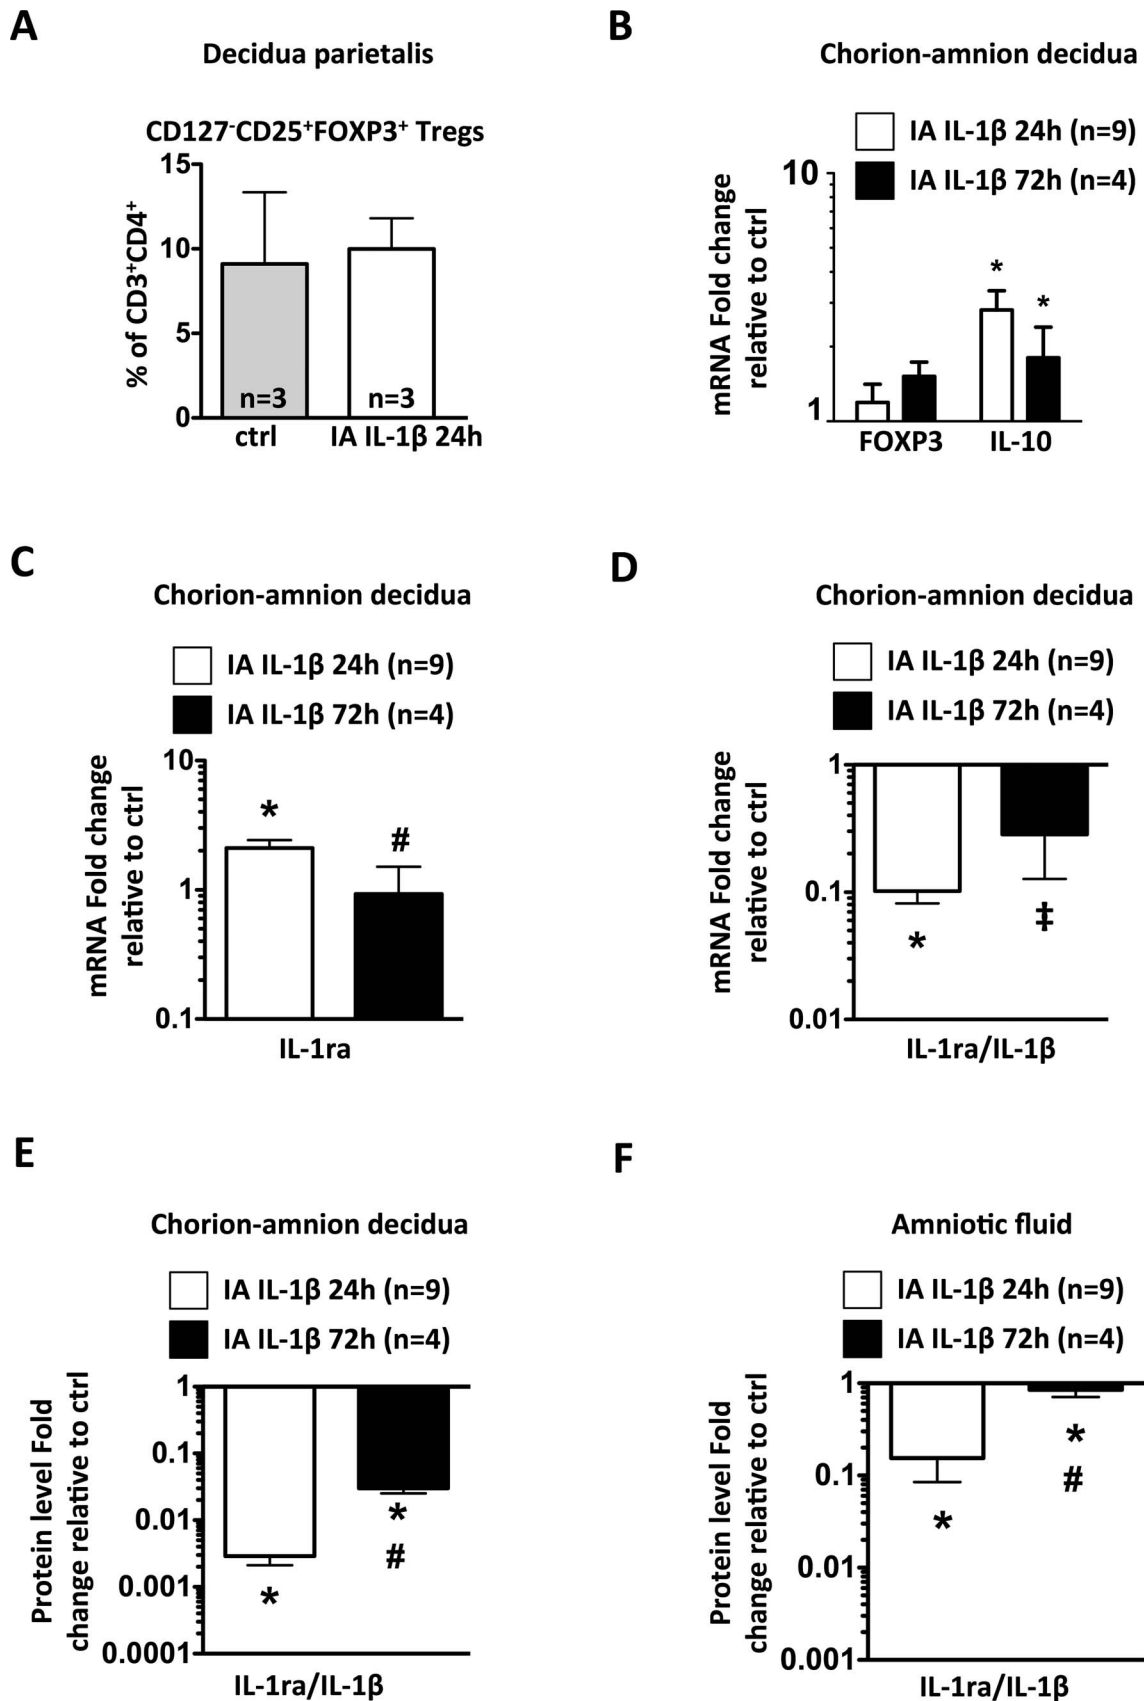 A
Decidua parietalis
CD127⁻CD25⁺FOXP3⁺ Tregs
% of CD3⁺CD4⁺
15
10
5
0
n=3
n=3
ctrl
IA IL-1β 24h
B
Chorion-amnion decidua
IA IL-1β 24h (n=9)
IA IL-1β 72h (n=4)
mRNA Fold change
relative to ctrl
10
1
*
*
FOXP3
IL-10
C
Chorion-amnion decidua
IA IL-1β 24h (n=9)
IA IL-1β 72h (n=4)
mRNA Fold change
relative to ctrl
10
1
0.1
*
#
IL-1ra
D
Chorion-amnion decidua
IA IL-1β 24h (n=9)
IA IL-1β 72h (n=4)
mRNA Fold change
relative to ctrl
1
0.1
0.01
*
‡
IL-1ra/IL-1β
E
Chorion-amnion decidua
IA IL-1β 24h (n=9)
IA IL-1β 72h (n=4)
Protein level Fold
change relative to ctrl
1
0.1
0.01
0.001
0.0001
*
*
#
IL-1ra/IL-1β
F
Amniotic fluid
IA IL-1β 24h (n=9)
IA IL-1β 72h (n=4)
Protein level Fold
change relative to ctrl
1
0.1
0.01
0.001
*
*
#
IL-1ra/IL-1β